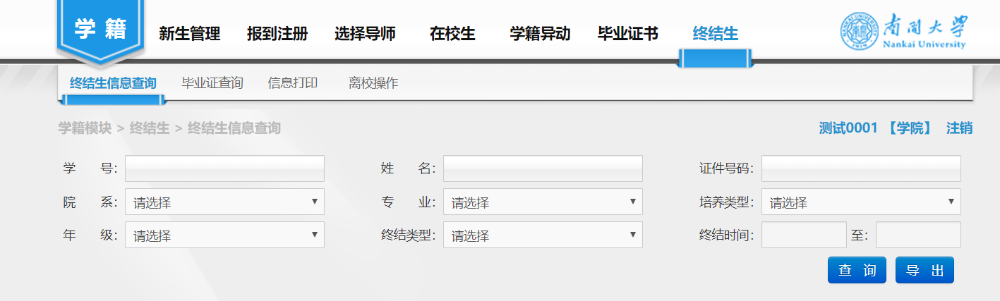 学籍 新生管理 报到注册 选择导师 在校生 学籍异动 毕业证书 终结生 南开大学
Nankai University
终结生信息查询 毕业证查询 信息打印 离校操作
学籍模块 > 终结生 > 终结生信息查询 测试0001 【学院】 注销
学 号： 姓 名： 证件号码：
院 系： 请选择 专 业： 请选择 培养类型： 请选择
年 级： 请选择 终结类型： 请选择 终结时间： 至：
查 询 导 出